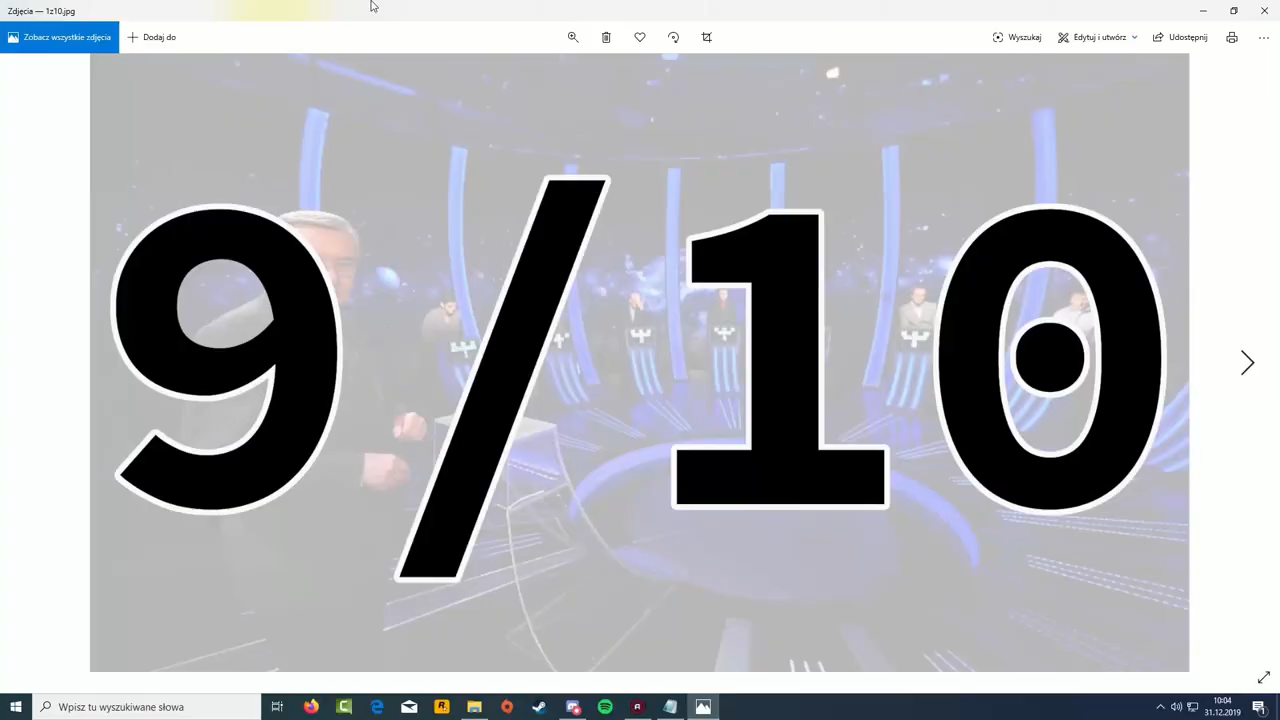 Zdjęcia — 1z10.jpg
Zobacz wszystkie zdjęcia
Dodaj do
Wyszukaj
Edytuj i utwórz
Udostępnij
9/10
Wpisz tu wyszukiwane słowa
10:04
31.12.2019